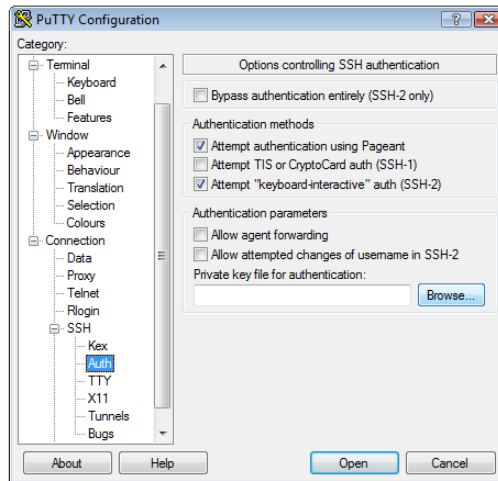 PuTTY Configuration
Category:
Terminal
Keyboard
Bell
Features
Window
Appearance
Behaviour
Translation
Selection
Colours
Connection
Data
Proxy
Telnet
Rlogin
SSH
Kex
Auth
TTY
X11
Tunnels
Bugs
Options controlling SSH authentication
Bypass authentication entirely (SSH-2 only)
Authentication methods
Attempt authentication using Pageant
Attempt TIS or CryptoCard auth (SSH-1)
Attempt "keyboard-interactive" auth (SSH-2)
Authentication parameters
Allow agent forwarding
Allow attempted changes of username in SSH-2
Private key file for authentication:
Browse...
About
Help
Open
Cancel